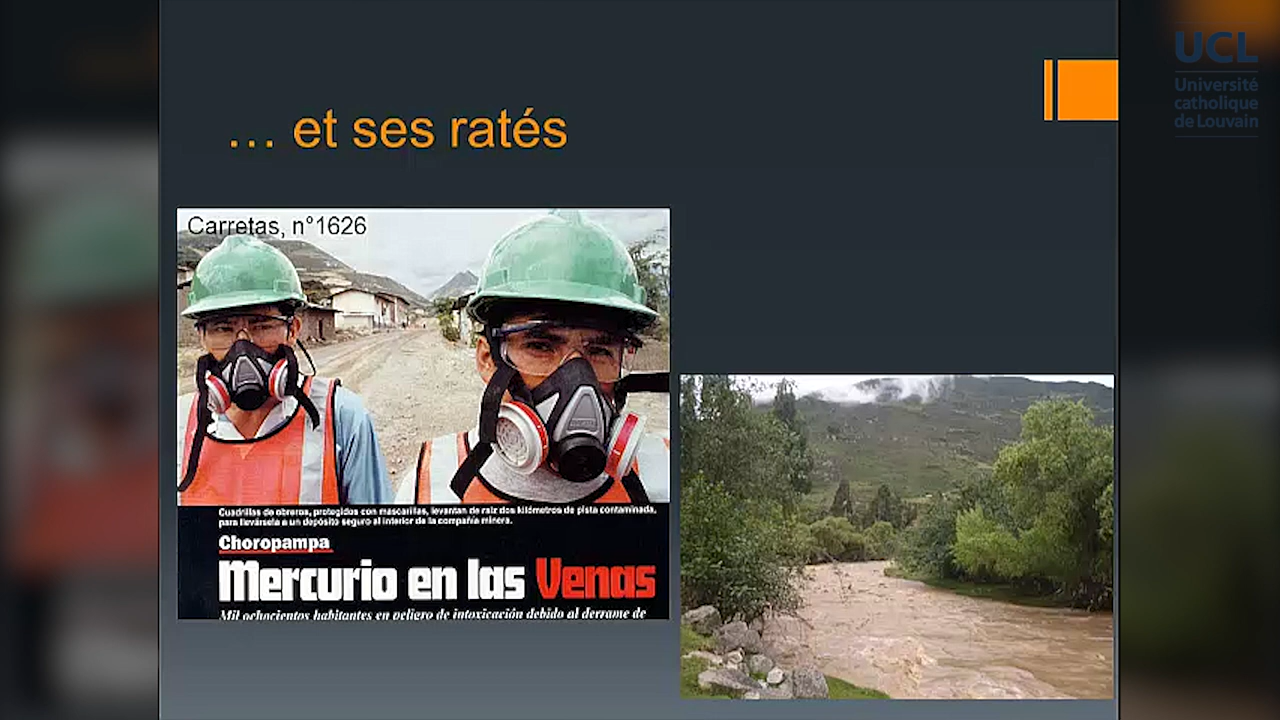 … et ses ratés
UCL
Université
catholique
de Louvain
Carretas, n°1626
Cuadrillas de obreros, protegidos con mascarillas, levantan de raíz dos kilómetros de pista contaminada,
para llevársela a un depósito seguro al interior de la compañía minera.
Choropampa
Mercurio en las Venas
Mil ochocientos habitantes en peligro de intoxicación debido al derrame de